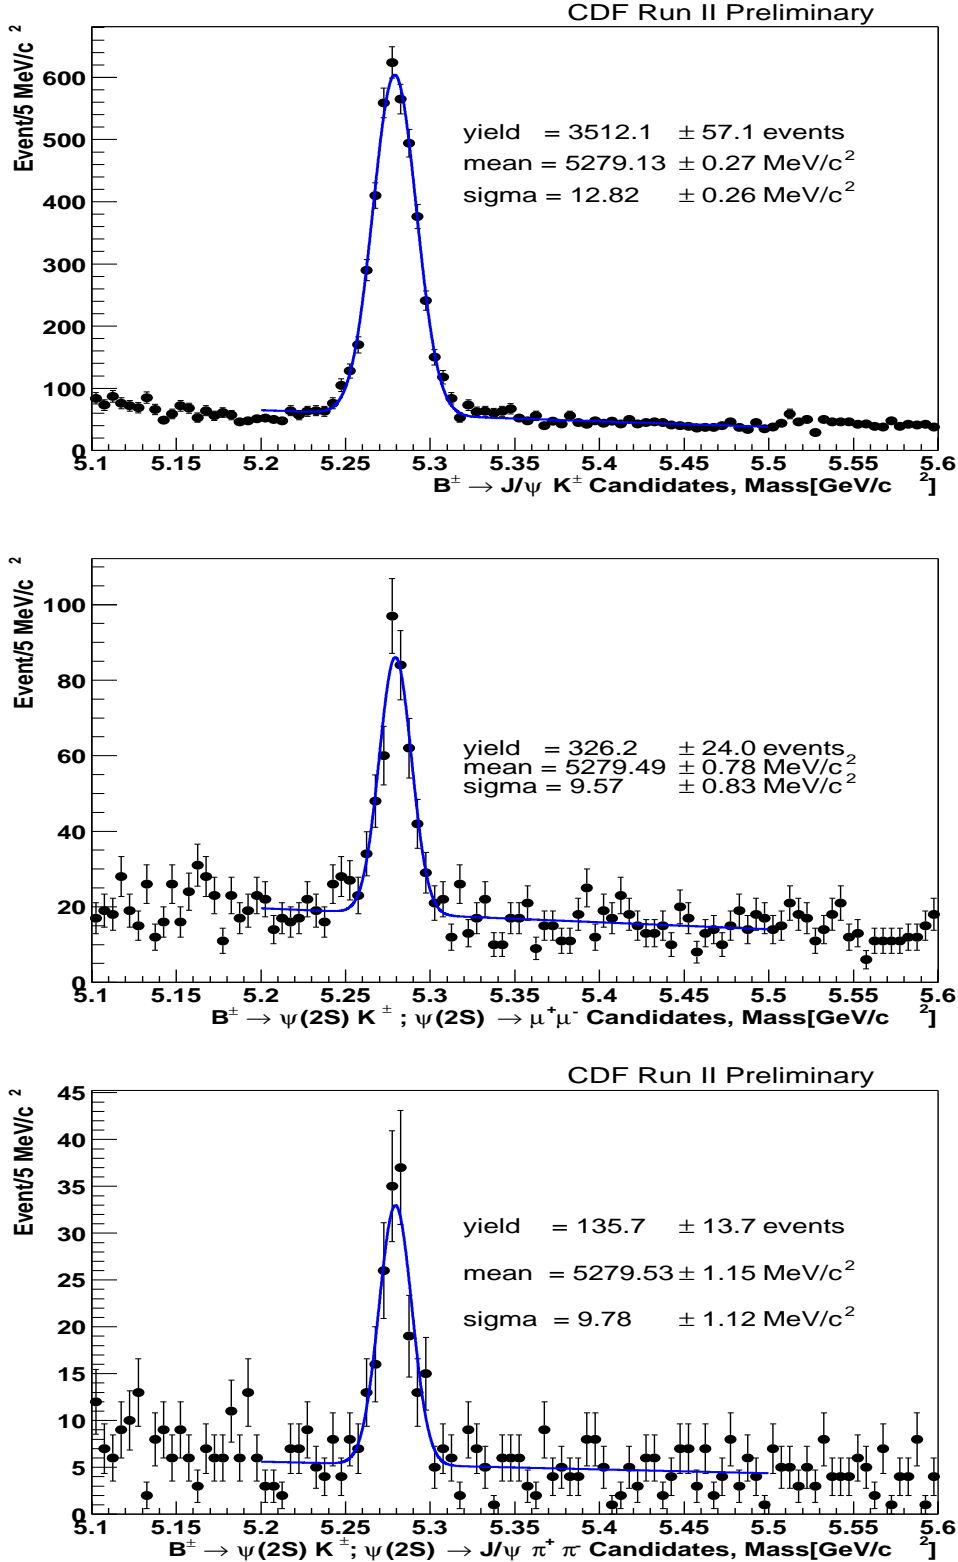 CDF Run II Preliminary
Event/5 MeV/c 2
600
500
400
300
200
100
0
yield = 3512.1 ± 57.1 events
mean = 5279.13 ± 0.27 MeV/c2
sigma = 12.82 ± 0.26 MeV/c2
5.1 5.15 5.2 5.25 5.3 5.35 5.4 5.45 5.5 5.55 5.6
B± → J/ψ K± Candidates, Mass[GeV/c 2]
Event/5 MeV/c 2
100
80
60
40
20
0
yield = 326.2 ± 24.0 events
mean = 5279.49 ± 0.78 MeV/c2
sigma = 9.57 ± 0.83 MeV/c2
5.1 5.15 5.2 5.25 5.3 5.35 5.4 5.45 5.5 5.55 5.6
B± → ψ(2S) K± ; ψ(2S) → μ+μ- Candidates, Mass[GeV/c 2]
CDF Run II Preliminary
Event/5 MeV/c 2
45
40
35
30
25
20
15
10
5
0
yield = 135.7 ± 13.7 events
mean = 5279.53 ± 1.15 MeV/c2
sigma = 9.78 ± 1.12 MeV/c2
5.1 5.15 5.2 5.25 5.3 5.35 5.4 5.45 5.5 5.55 5.6
B± → ψ(2S) K±; ψ(2S) → J/ψ π+ π- Candidates, Mass[GeV/c 2]